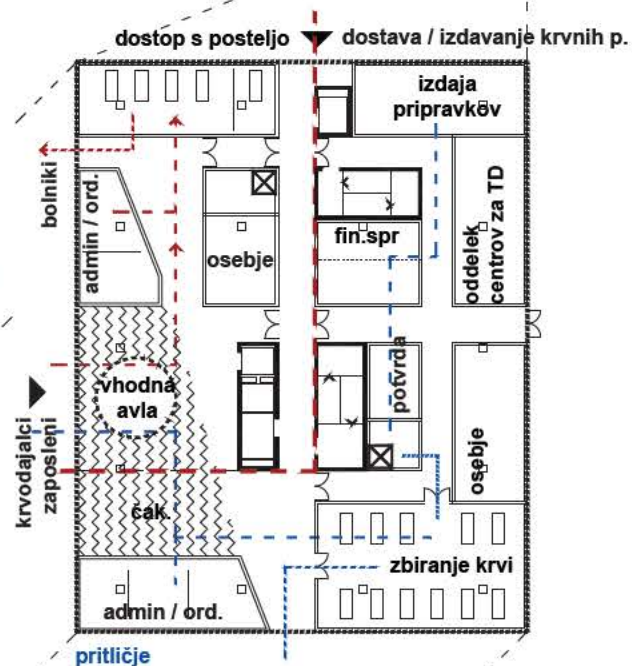 dostop s posteljo
dostava / izdavanje krvnih p.
izdaja
pripravkov
bolniki
admin / ord.
osebje
fin.spr
oddelek
centrov za TD
vhodna
avla
potvrda
krvodajalci
zaposleni
osebje
čak.
zbiranje krvi
admin / ord.
pritličje